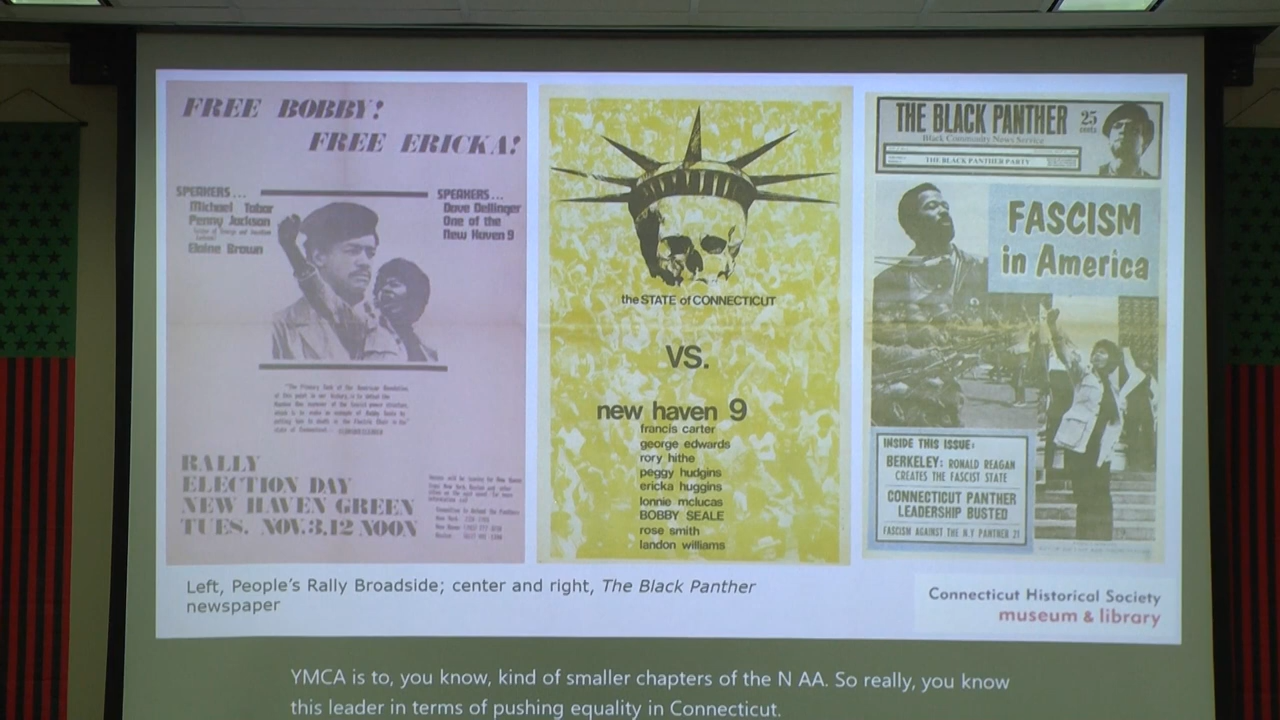 FREE BOBBY!
FREE ERICKA!
SPEAKERS...
Michael Tabor
Penny Jackson
Elaine Brown
SPEAKERS...
Dave Dellinger
One of the
New Haven 9
RALLY
ELECTION DAY
NEW HAVEN GREEN
TUES. NOV.3,12 NOON
the STATE of CONNECTICUT
VS.
new haven 9
francis carter
george edwards
rory hithe
peggy hudgins
ericka huggins
lonnie mclucas
BOBBY SEALE
rose smith
landon williams
THE BLACK PANTHER
25
cents
Black Community News Service
THE BLACK PANTHER PARTY
FASCISM
in America
INSIDE THIS ISSUE:
BERKELEY: RONALD REAGAN
CREATES THE FASCIST STATE
CONNECTICUT PANTHER
LEADERSHIP BUSTED
FASCISM AGAINST THE N.Y PANTHER 21
Left, People's Rally Broadside; center and right, The Black Panther
newspaper
Connecticut Historical Society
museum & library
YMCA is to, you know, kind of smaller chapters of the N AA. So really, you know
this leader in terms of pushing equality in Connecticut.